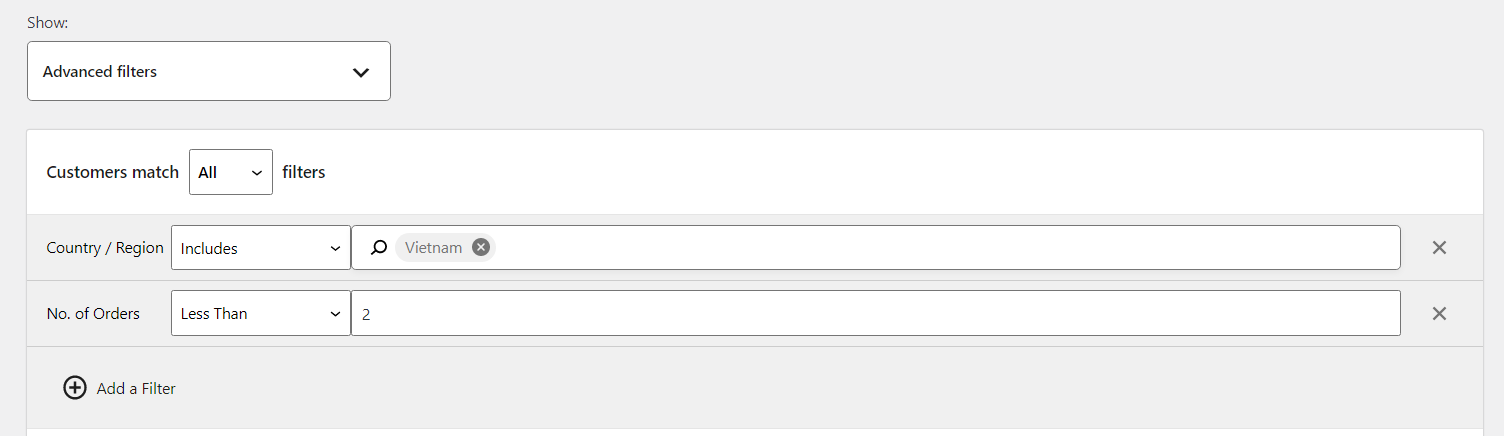 Show:
Advanced filters
Customers match All filters
Country / Region Includes Vietnam
No. of Orders Less Than 2
Add a Filter